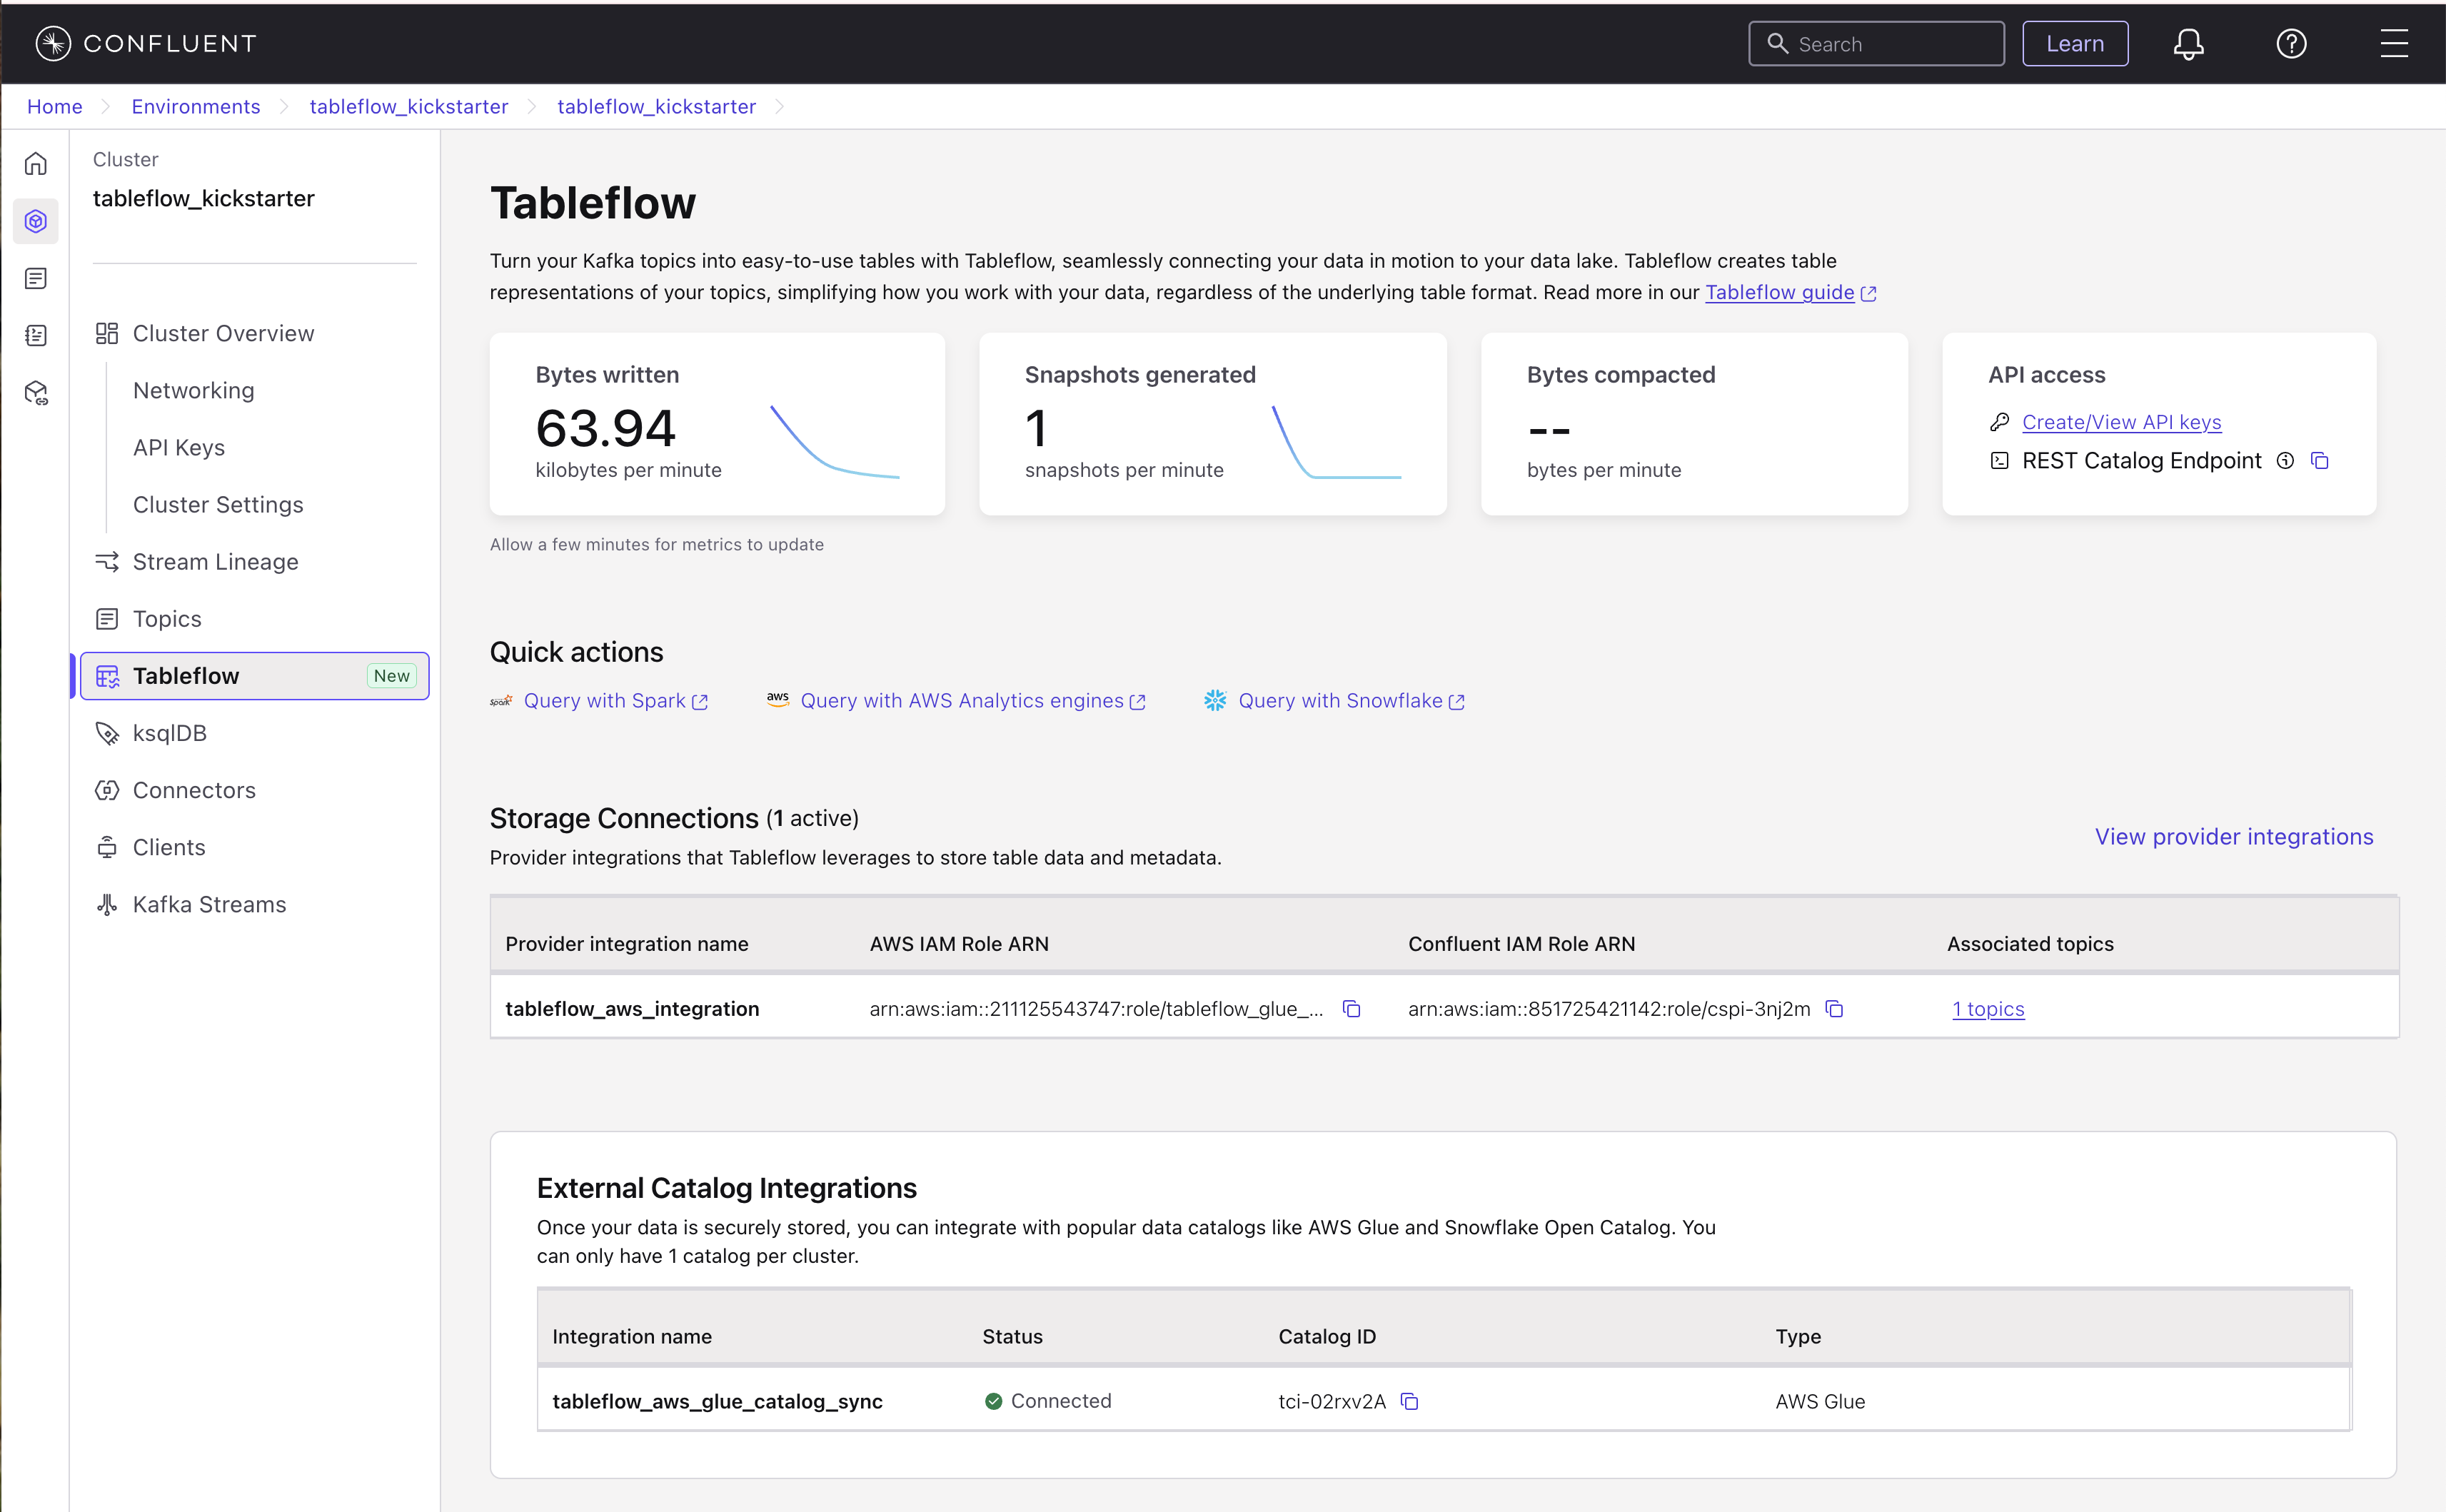 CONFLUENT
Search
Learn
Home
Environments
tableflow_kickstarter
tableflow_kickstarter
Cluster
tableflow_kickstarter
Cluster Overview
Networking
API Keys
Cluster Settings
Stream Lineage
Topics
Tableflow New
ksqlDB
Connectors
Clients
Kafka Streams
Tableflow
Turn your Kafka topics into easy-to-use tables with Tableflow, seamlessly connecting your data in motion to your data lake. Tableflow creates table
representations of your topics, simplifying how you work with your data, regardless of the underlying table format. Read more in our Tableflow guide
Bytes written
63.94
kilobytes per minute
Snapshots generated
1
snapshots per minute
Bytes compacted
--
bytes per minute
API access
Create/View API keys
REST Catalog Endpoint
Allow a few minutes for metrics to update
Quick actions
Spark Query with Spark
aws Query with AWS Analytics engines
Query with Snowflake
Storage Connections (1 active)
Provider integrations that Tableflow leverages to store table data and metadata.
View provider integrations
Provider integration name AWS IAM Role ARN Confluent IAM Role ARN Associated topics
tableflow_aws_integration arn:aws:iam::211125543747:role/tableflow_glue_... arn:aws:iam::851725421142:role/cspi-3nj2m 1 topics
External Catalog Integrations
Once your data is securely stored, you can integrate with popular data catalogs like AWS Glue and Snowflake Open Catalog. You
can only have 1 catalog per cluster.
Integration name Status Catalog ID Type
tableflow_aws_glue_catalog_sync Connected tci-02rxv2A AWS Glue